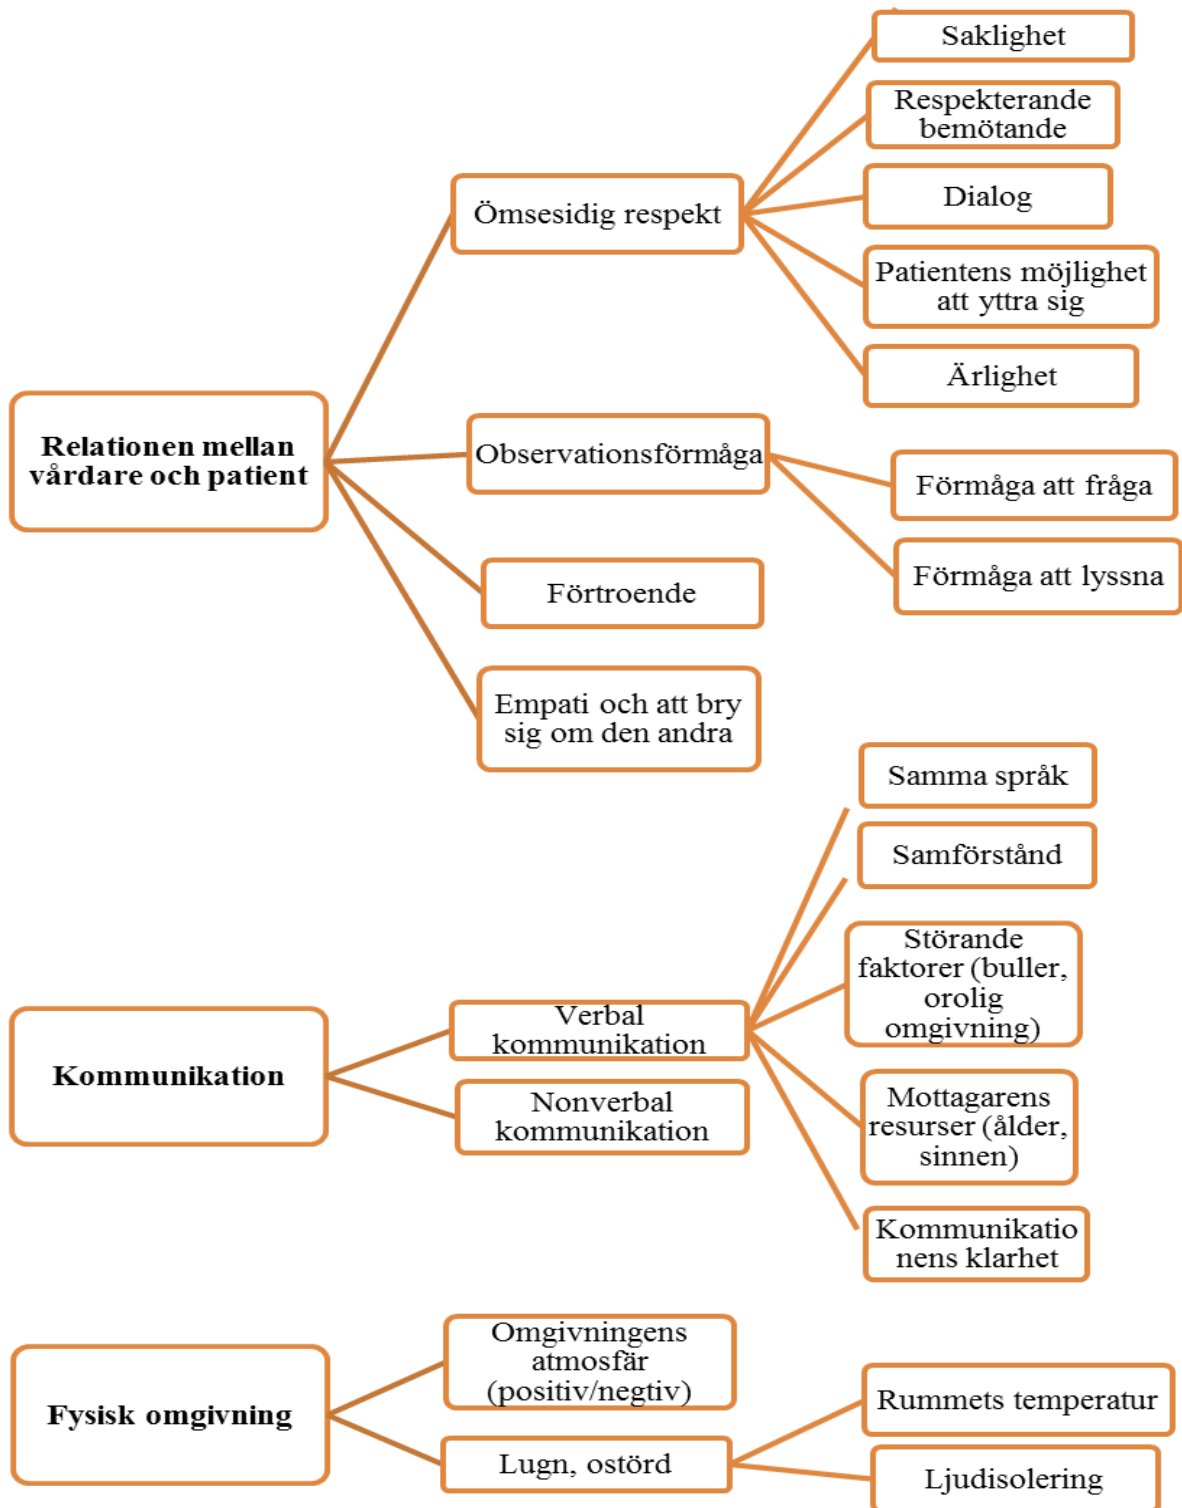 Saklighet
Respekterande
bemötande
Ömsesidig respekt
Dialog
Patientens möjlighet
att yttra sig
Ärlighet
Relationen mellan
vårdare och patient
Observationsförmåga
Förmåga att fråga
Förmåga att lyssna
Förtroende
Empati och att bry
sig om den andra
Samma språk
Samförstånd
Störande
faktorer (buller,
orolig
omgivning)
Verbal
kommunikation
Kommunikation
Nonverbal
kommunikation
Mottagarens
resurser (ålder,
sinnen)
Kommunikatio
nens klarhet
Omgivningens
atmosfär
(positiv/negtiv)
Fysisk omgivning
Rummets temperatur
Lugn, ostörd
Ljudisolering